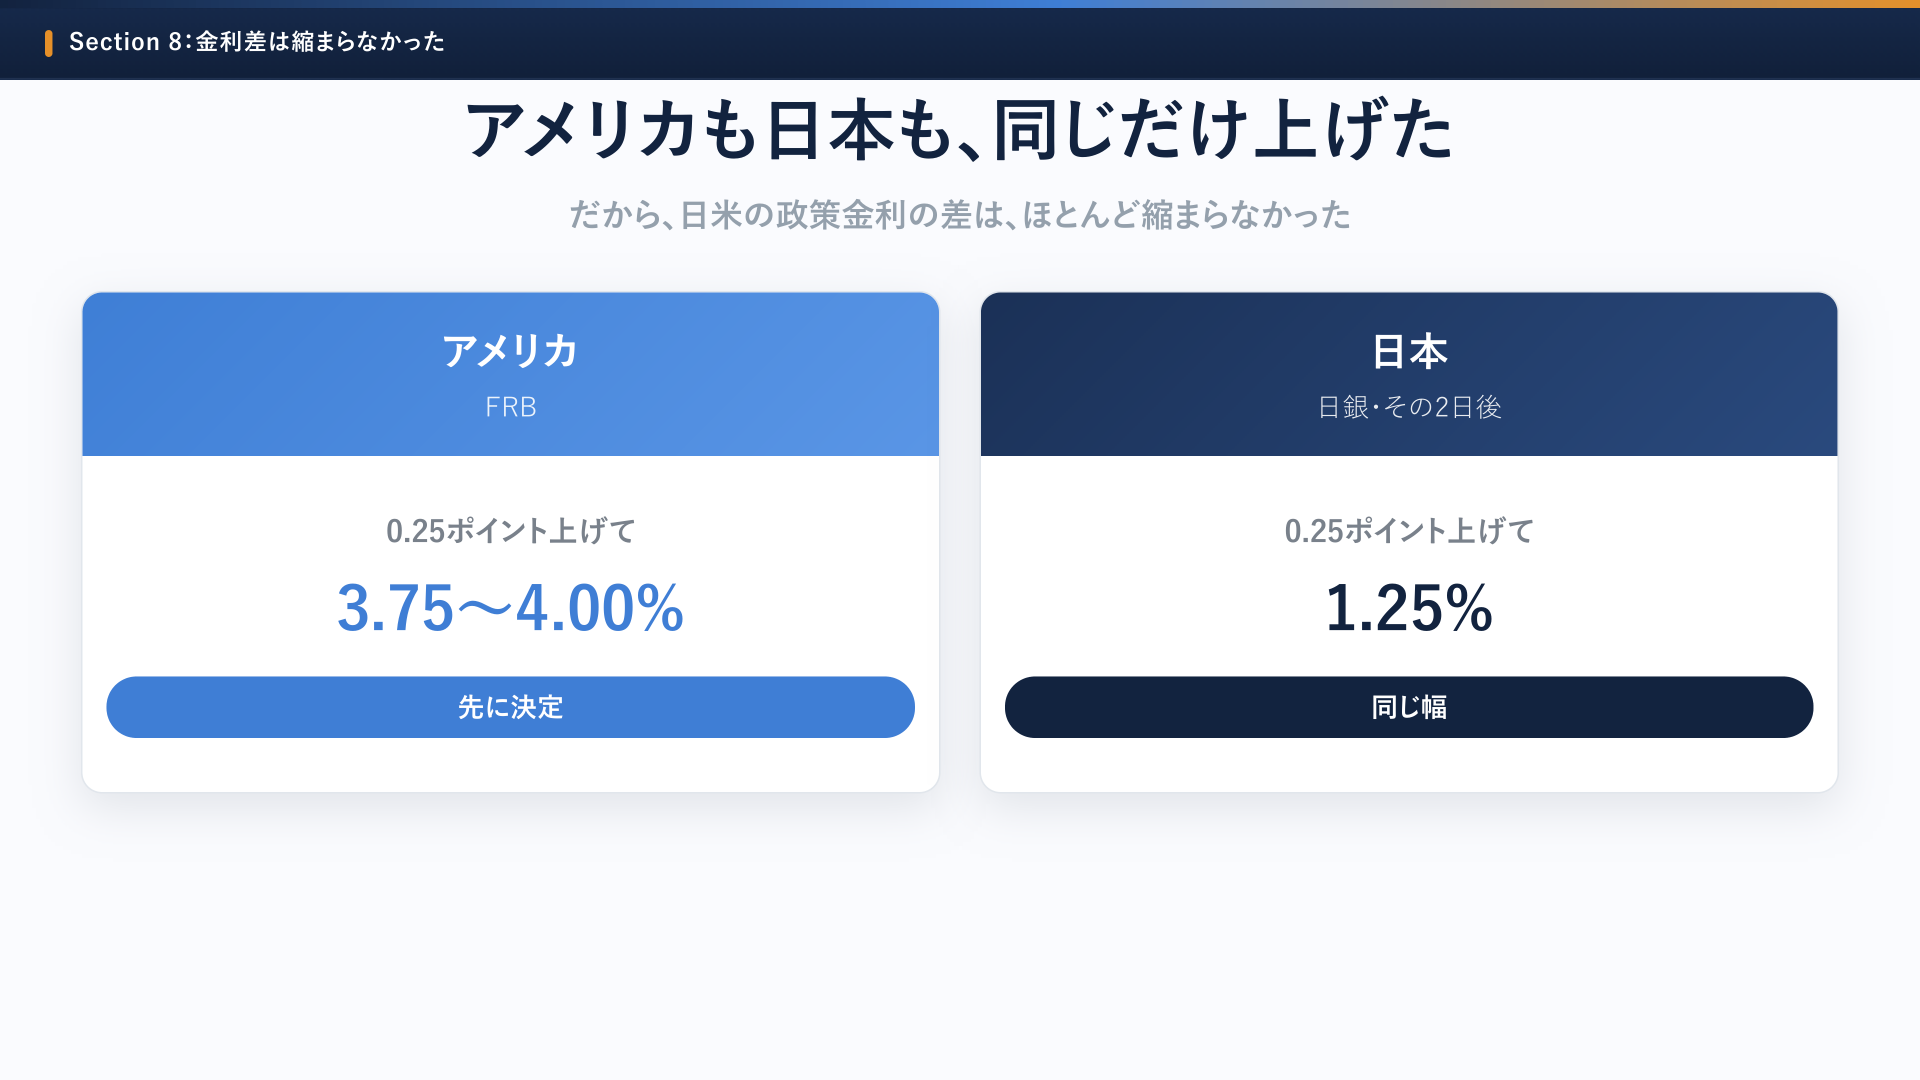 Section 8：金利差は縮まらなかった
アメリカも日本も、同じだけ上げた
だから、日米の政策金利の差は、ほとんど縮まらなかった
アメリカ
FRB
0.25ポイント上げて
3.75〜4.00%
先に決定
日本
日銀・その2日後
0.25ポイント上げて
1.25%
同じ幅